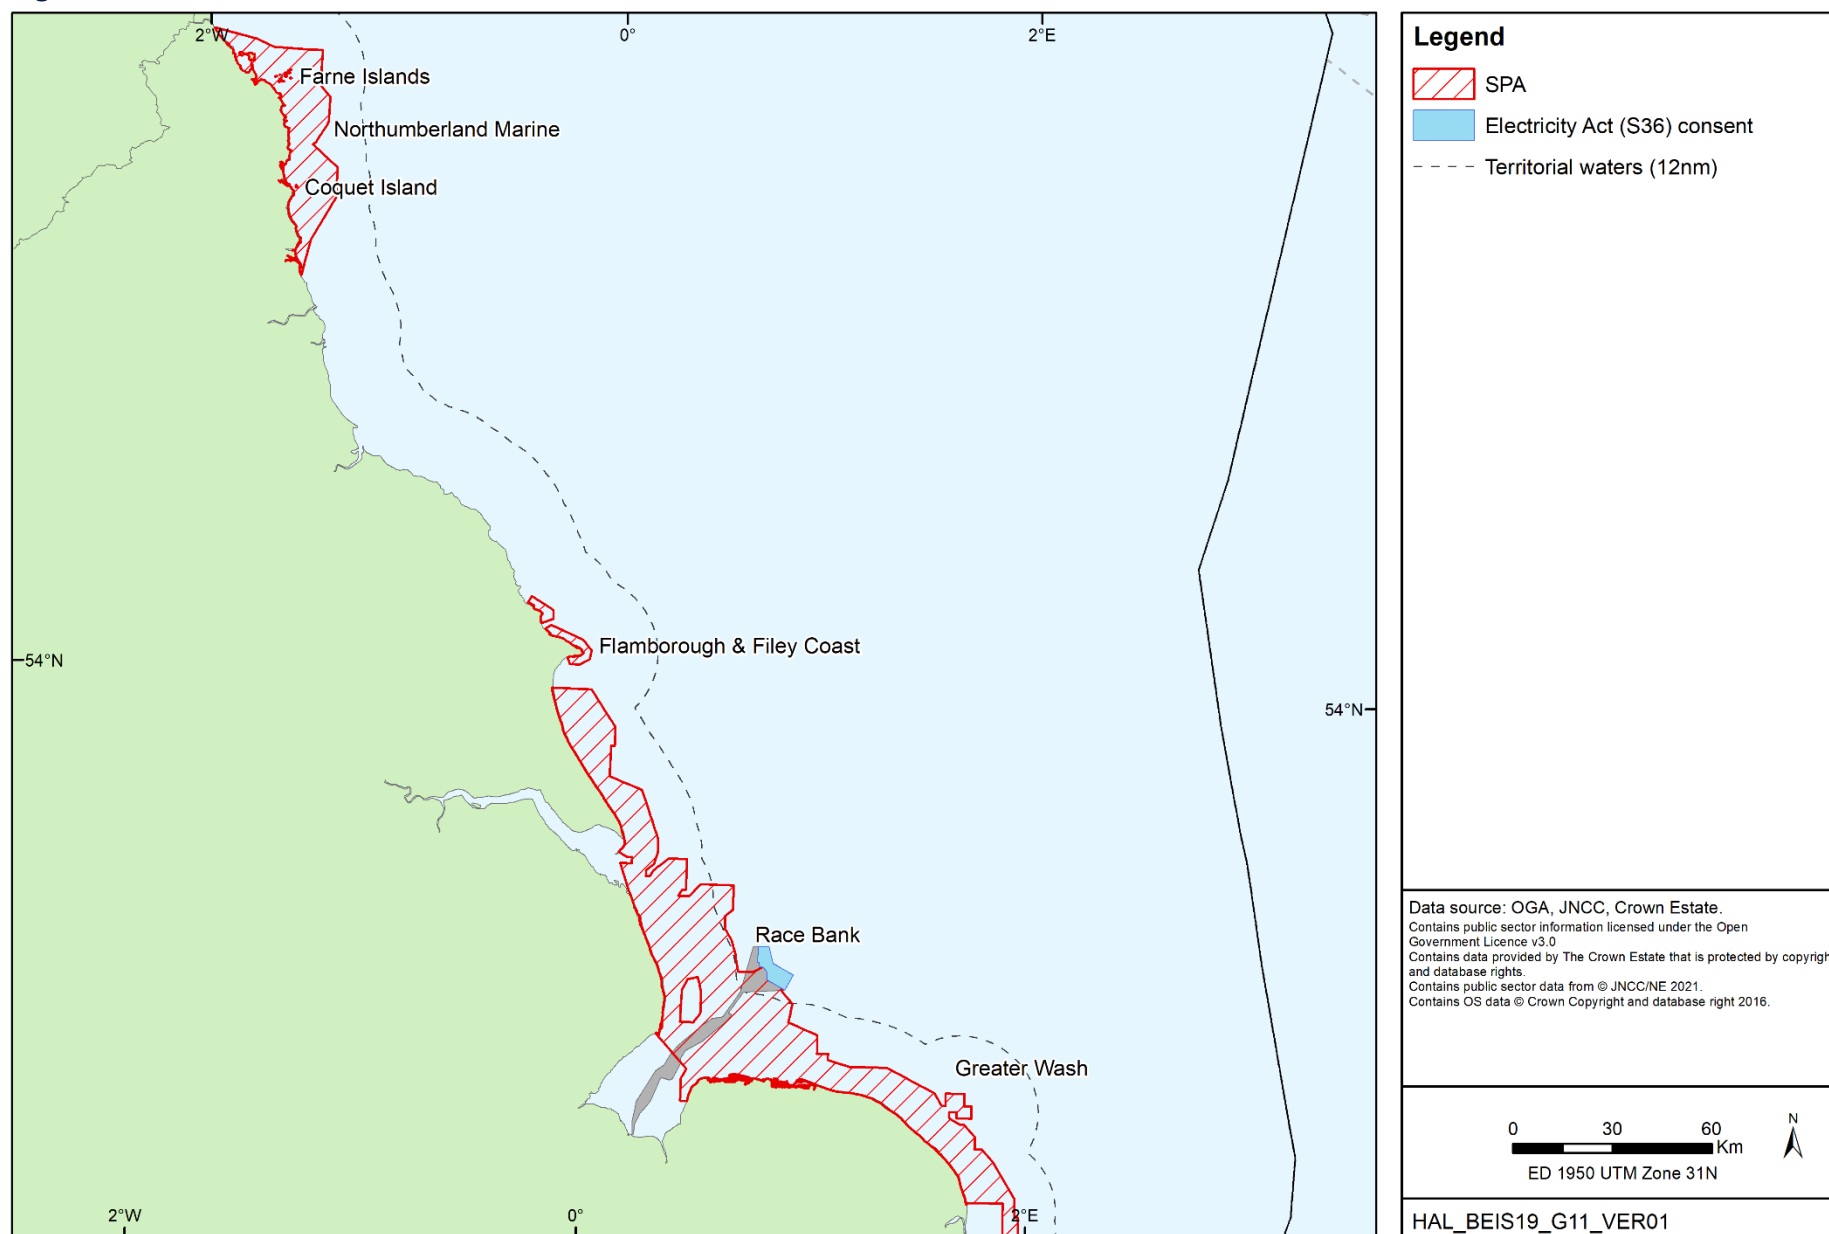 2°W
0°
2°E
Farne Islands
Northumberland Marine
Coquet Island
Flamborough & Filey Coast
54°N
54°N
Race Bank
Greater Wash
2°W
0°
2°E
Legend
SPA
Electricity Act (S36) consent
Territorial waters (12nm)
Data source: OGA, JNCC, Crown Estate.
Contains public sector information licensed under the Open
Government Licence v3.0
Contains data provided by The Crown Estate that is protected by copyrigh
and database rights.
Contains public sector data from © JNCC/NE 2021.
Contains OS data © Crown Copyright and database right 2016.
0 30 60
Km
N
ED 1950 UTM Zone 31N
HAL_BEIS19_G11_VER01